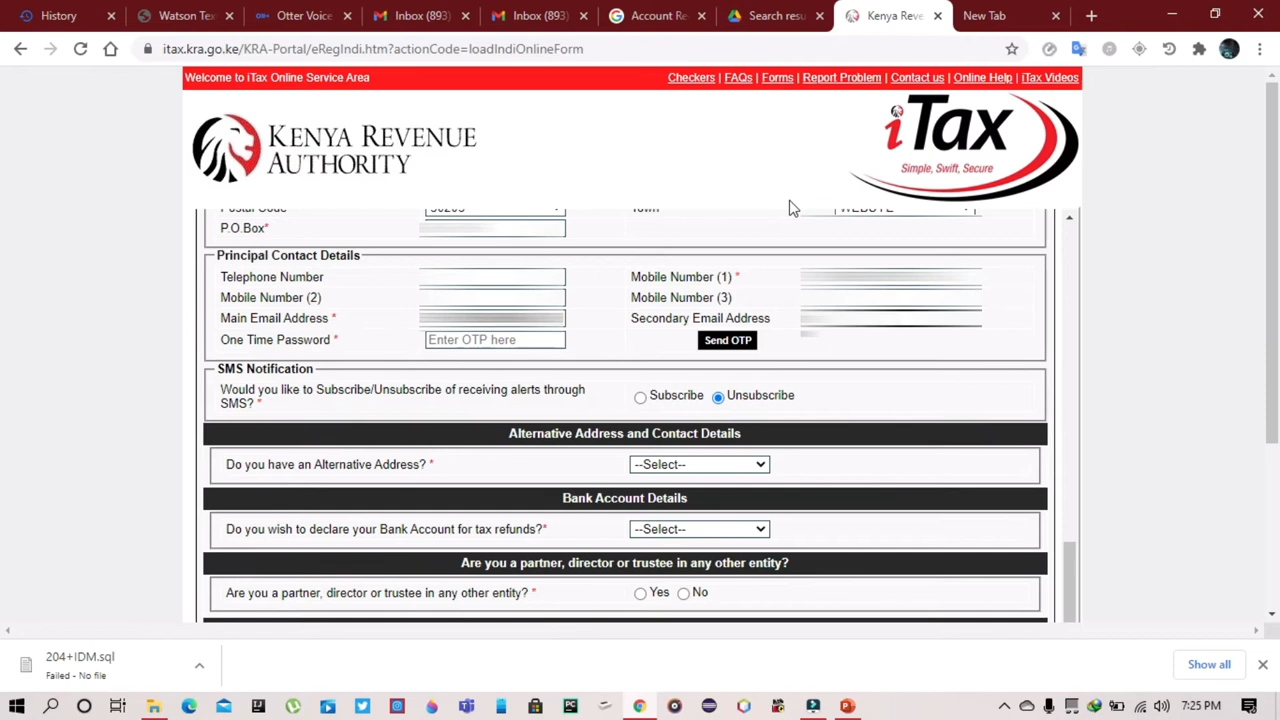 History
Watson Tex
Otter Voice
Inbox (893)
Inbox (893)
Account Re
Search resu
Kenya Reve
New Tab
itax.kra.go.ke/KRA-Portal/eRegIndi.htm?actionCode=loadIndiOnlineForm
Welcome to iTax Online Service Area
Checkers | FAQs | Forms | Report Problem | Contact us | Online Help | iTax Videos
KENYA REVENUE
AUTHORITY
iTax
Simple, Swift, Secure
P.O.Box*
Principal Contact Details
Telephone Number
Mobile Number (1) *
Mobile Number (2)
Mobile Number (3)
Main Email Address *
Secondary Email Address
One Time Password *
Enter OTP here
Send OTP
SMS Notification
Would you like to Subscribe/Unsubscribe of receiving alerts through
SMS? *
Subscribe
Unsubscribe
Alternative Address and Contact Details
Do you have an Alternative Address? *
--Select--
Bank Account Details
Do you wish to declare your Bank Account for tax refunds?*
--Select--
Are you a partner, director or trustee in any other entity?
Are you a partner, director or trustee in any other entity? *
Yes
No
204+IDM.sql
Failed - No file
Show all
7:25 PM